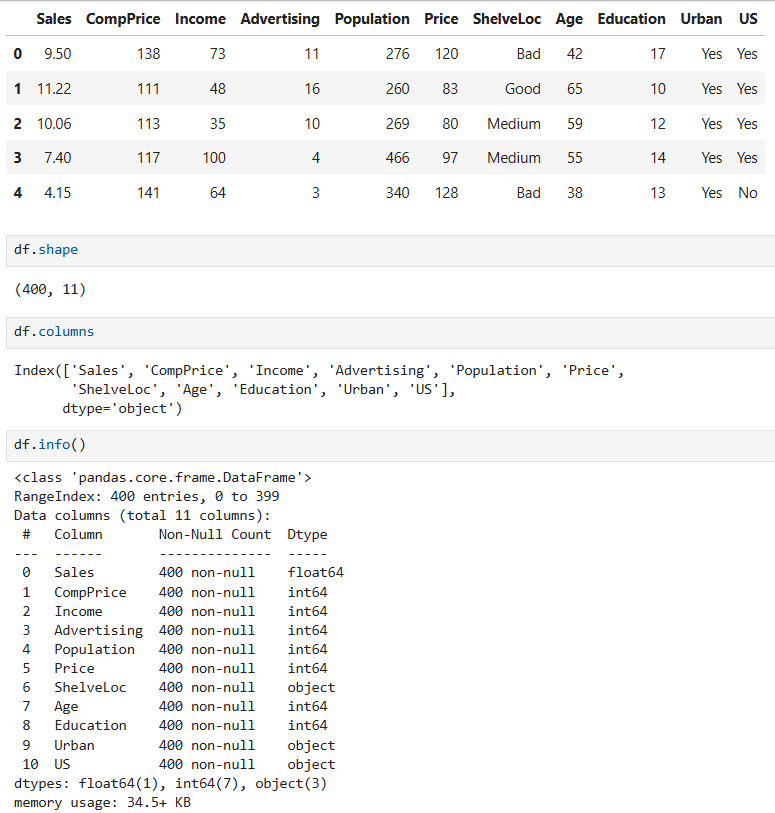 Sales CompPrice Income Advertising Population Price ShelveLoc Age Education Urban US
0 9.50 138 73 11 276 120 Bad 42 17 Yes Yes
1 11.22 111 48 16 260 83 Good 65 10 Yes Yes
2 10.06 113 35 10 269 80 Medium 59 12 Yes Yes
3 7.40 117 100 4 466 97 Medium 55 14 Yes Yes
4 4.15 141 64 3 340 128 Bad 38 13 Yes No
df.shape
(400, 11)
df.columns
Index(['Sales', 'CompPrice', 'Income', 'Advertising', 'Population', 'Price',
       'ShelveLoc', 'Age', 'Education', 'Urban', 'US'],
      dtype='object')
df.info()
<class 'pandas.core.frame.DataFrame'>
RangeIndex: 400 entries, 0 to 399
Data columns (total 11 columns):
 #   Column       Non-Null Count  Dtype
---  ------       --------------  -----
 0   Sales        400 non-null    float64
 1   CompPrice    400 non-null    int64
 2   Income       400 non-null    int64
 3   Advertising  400 non-null    int64
 4   Population   400 non-null    int64
 5   Price        400 non-null    int64
 6   ShelveLoc    400 non-null    object
 7   Age          400 non-null    int64
 8   Education    400 non-null    int64
 9   Urban        400 non-null    object
 10  US           400 non-null    object
dtypes: float64(1), int64(7), object(3)
memory usage: 34.5+ KB